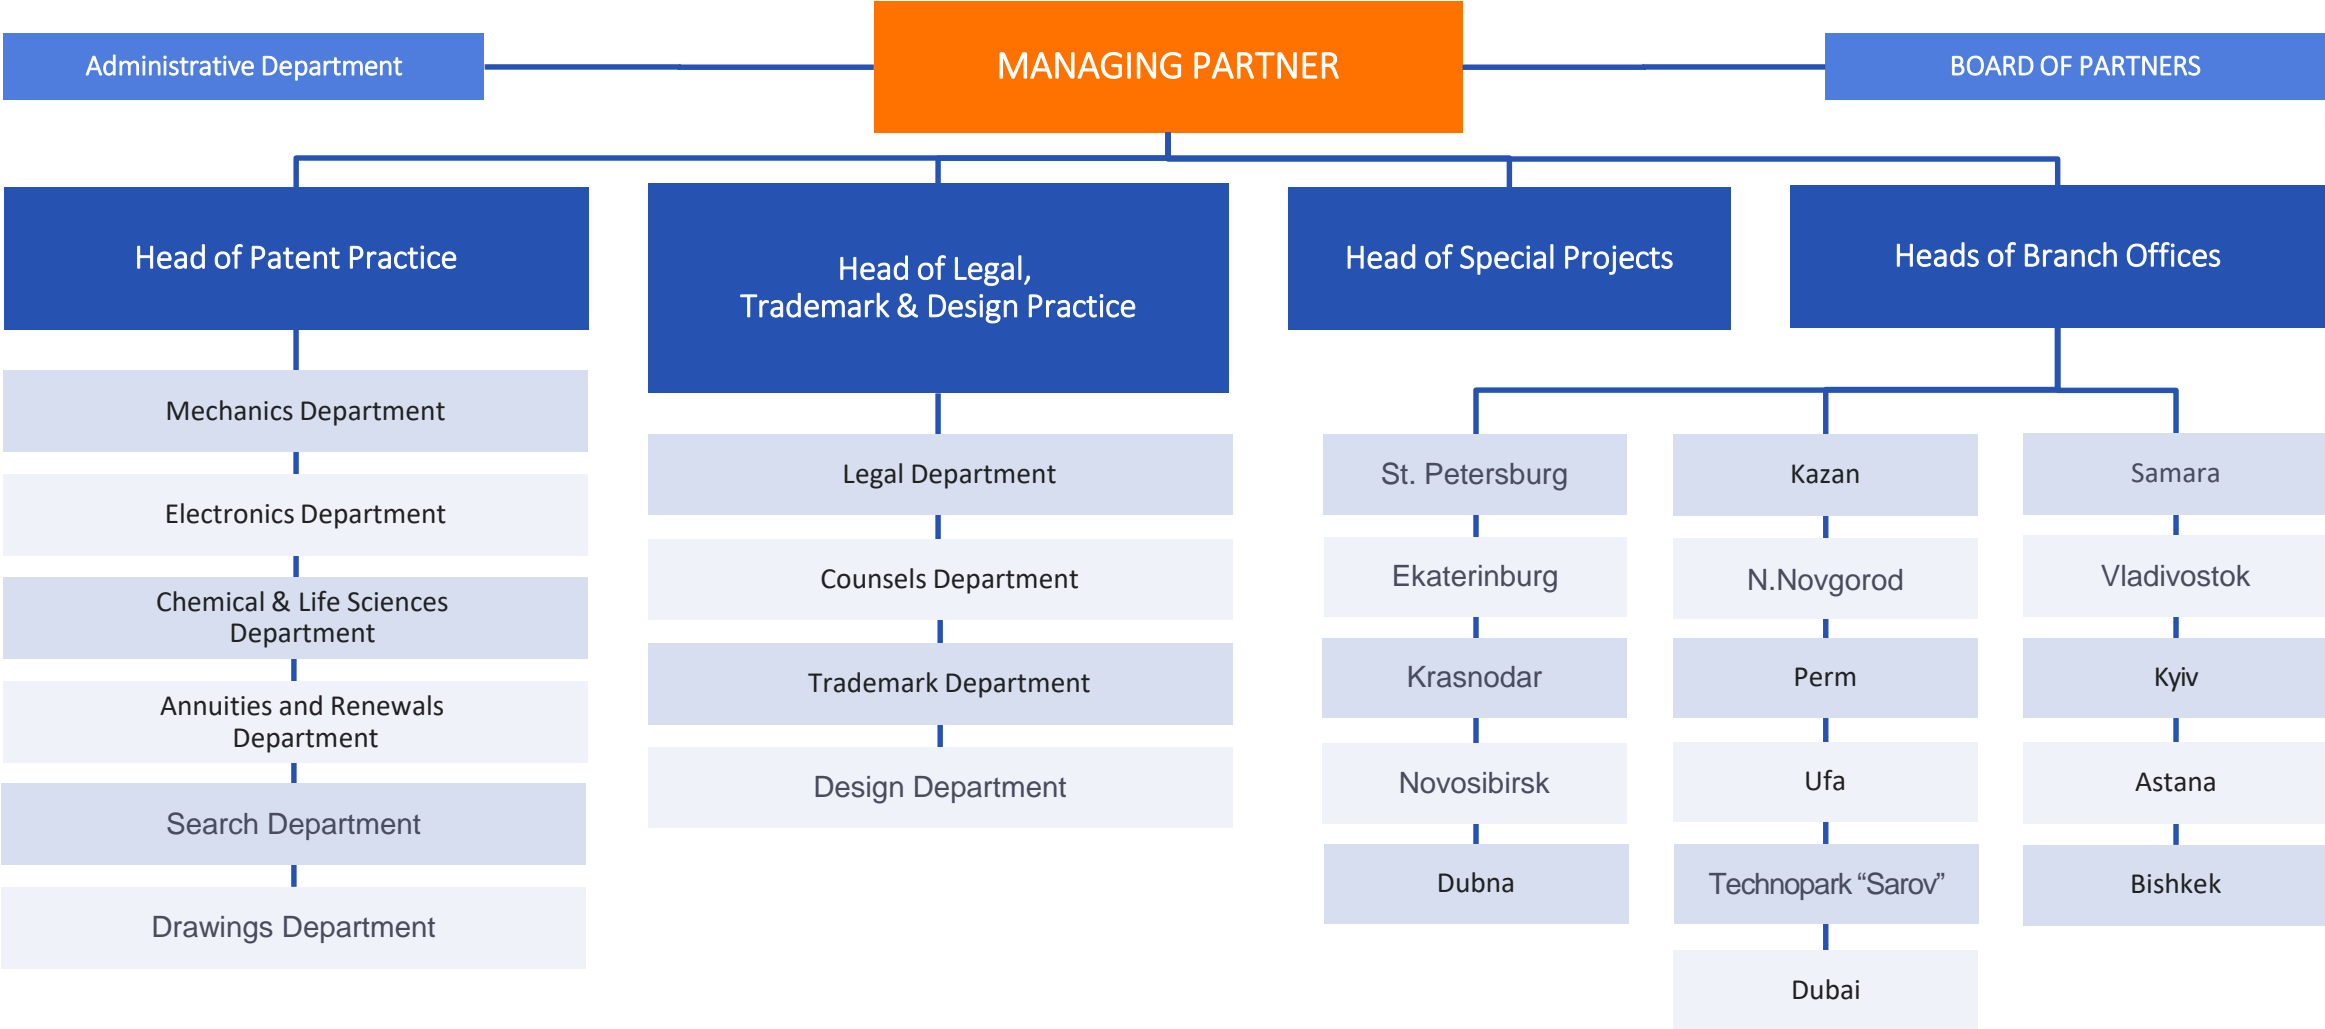 Administrative Department
MANAGING PARTNER
BOARD OF PARTNERS
Head of Patent Practice
Head of Legal,
Trademark & Design Practice
Head of Special Projects
Heads of Branch Offices
Mechanics Department
Electronics Department
Chemical & Life Sciences
Department
Annuities and Renewals
Department
Search Department
Drawings Department
Legal Department
Counsels Department
Trademark Department
Design Department
St. Petersburg
Ekaterinburg
Krasnodar
Novosibirsk
Dubna
Kazan
N.Novgorod
Perm
Ufa
Technopark “Sarov”
Dubai
Samara
Vladivostok
Kyiv
Astana
Bishkek